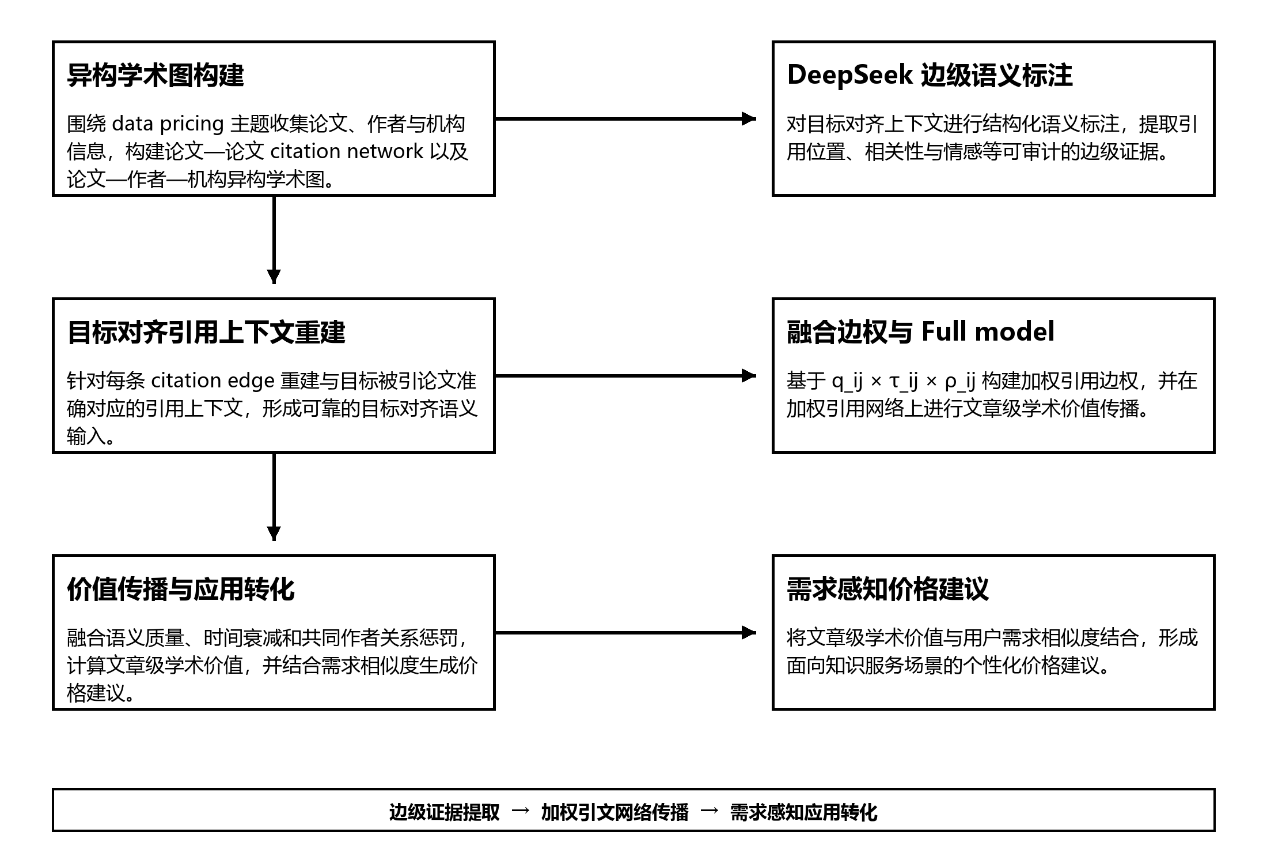 异构学术图构建
围绕 data pricing 主题收集论文、作者与机构
信息，构建论文—论文 citation network 以及
论文—作者—机构异构学术图。
DeepSeek 边级语义标注
对目标对齐上下文进行结构化语义标注，提取引
用位置、相关性与情感等可审计的边级证据。
目标对齐引用上下文重建
针对每条 citation edge 重建与目标被引论文准
确对应的引用上下文，形成可靠的目标对齐语义
输入。
融合边权与 Full model
基于 q_ij × τ_ij × ρ_ij 构建加权引用边权，并在
加权引用网络上进行文章级学术价值传播。
价值传播与应用转化
融合语义质量、时间衰减和共同作者关系惩罚，
计算文章级学术价值，并结合需求相似度生成价
格建议。
需求感知价格建议
将文章级学术价值与用户需求相似度结合，形成
面向知识服务场景的个性化价格建议。
边级证据提取 → 加权引文网络传播 → 需求感知应用转化